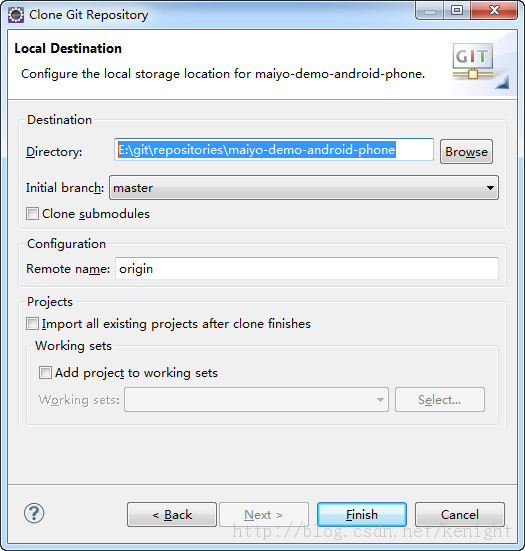 Clone Git Repository
Local Destination
Configure the local storage location for maiyo-demo-android-phone.
GIT
Destination
Directory: E:\git\repositories\maiyo-demo-android-phone Browse
Initial branch: master
Clone submodules
Configuration
Remote name: origin
Projects
Import all existing projects after clone finishes
Working sets
Add project to working sets
Working sets: Select...
? < Back Next > Finish Cancel
http://blog.csdn.net/kenight